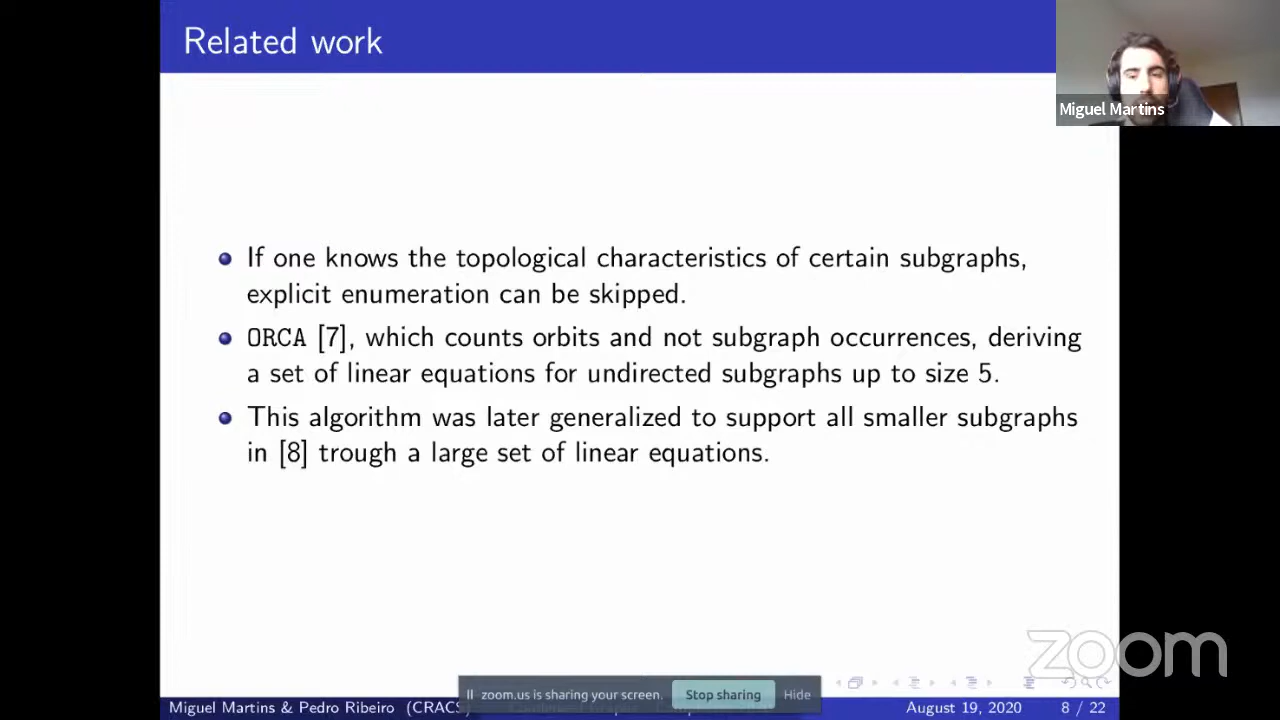 Related work
Miguel Martins
If one knows the topological characteristics of certain subgraphs,
explicit enumeration can be skipped.
ORCA [7], which counts orbits and not subgraph occurrences, deriving
a set of linear equations for undirected subgraphs up to size 5.
This algorithm was later generalized to support all smaller subgraphs
in [8] trough a large set of linear equations.
zoom
zoom.us is sharing your screen. Stop sharing Hide
Miguel Martins & Pedro Ribeiro (CRACS August 19, 2020 8 / 22